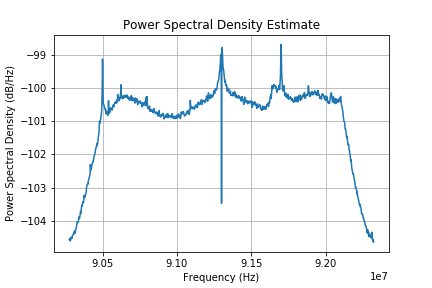 Power Spectral Density Estimate
Power Spectral Density (dB/Hz)
−99
−100
−101
−102
−103
−104
9.05
9.10
9.15
9.20
1e7
Frequency (Hz)